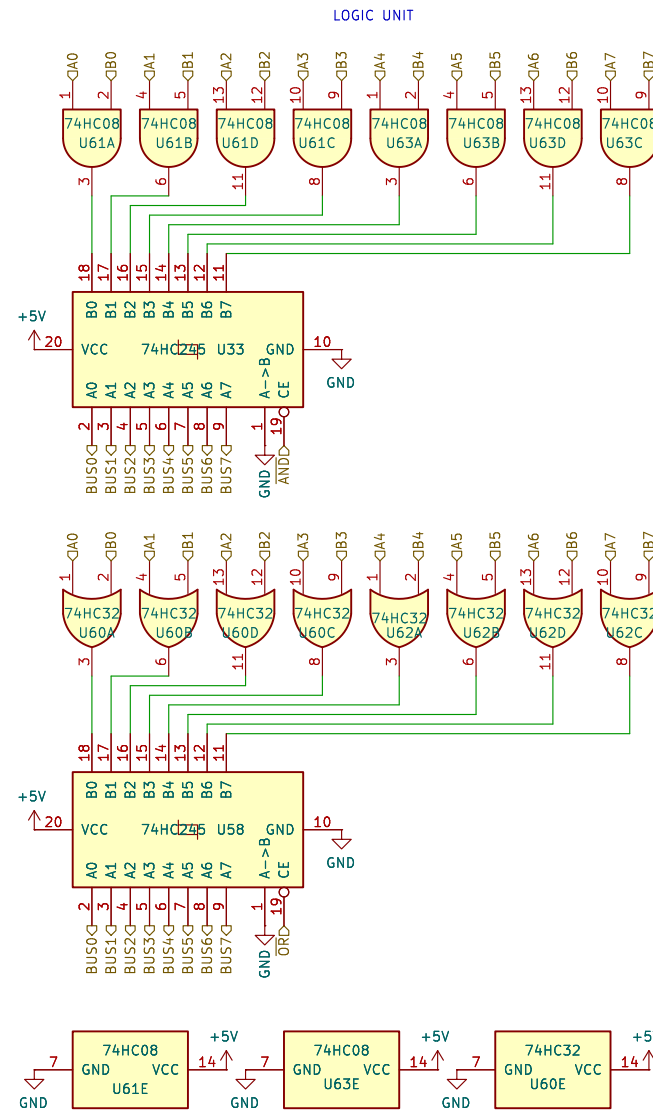 LOGIC UNIT
A0 B0 A1 B1 A2 B2 A3 B3 A4 B4 A5 B5 A6 B6 A7 B7
1 2 4 5 13 12 10 9 1 2 4 5 13 12 10 9
74HC08 74HC08 74HC08 74HC08 74HC08 74HC08 74HC08 74HC08
U61A U61B U61D U61C U63A U63B U63D U63C
3 6 11 8 3 6 11 8
18 17 16 15 14 13 12 11
B0 B1 B2 B3 B4 B5 B6 B7
+5V
20 VCC 74HC245 U33 GND 10
GND
A0 A1 A2 A3 A4 A5 A6 A7 A->B CE
2 3 4 5 6 7 8 9 1 19
BUS0 BUS1 BUS2 BUS3 BUS4 BUS5 BUS6 BUS7 GND AND
A0 B0 A1 B1 A2 B2 A3 B3 A4 B4 A5 B5 A6 B6 A7 B7
1 2 4 5 13 12 10 9 1 2 4 5 13 12 10 9
74HC32 74HC32 74HC32 74HC32 74HC32 74HC32 74HC32 74HC32
U60A U60B U60D U60C U62A U62B U62D U62C
3 6 11 8 3 6 11 8
18 17 16 15 14 13 12 11
B0 B1 B2 B3 B4 B5 B6 B7
+5V
20 VCC 74HC245 U58 GND 10
GND
A0 A1 A2 A3 A4 A5 A6 A7 A->B CE
2 3 4 5 6 7 8 9 1 19
BUS0 BUS1 BUS2 BUS3 BUS4 BUS5 BUS6 BUS7 GND OR
+5V +5V +5
74HC08 74HC08 74HC32
7 GND VCC 14 7 GND VCC 14 7 GND VCC 14
U61E U63E U60E
GND GND GND